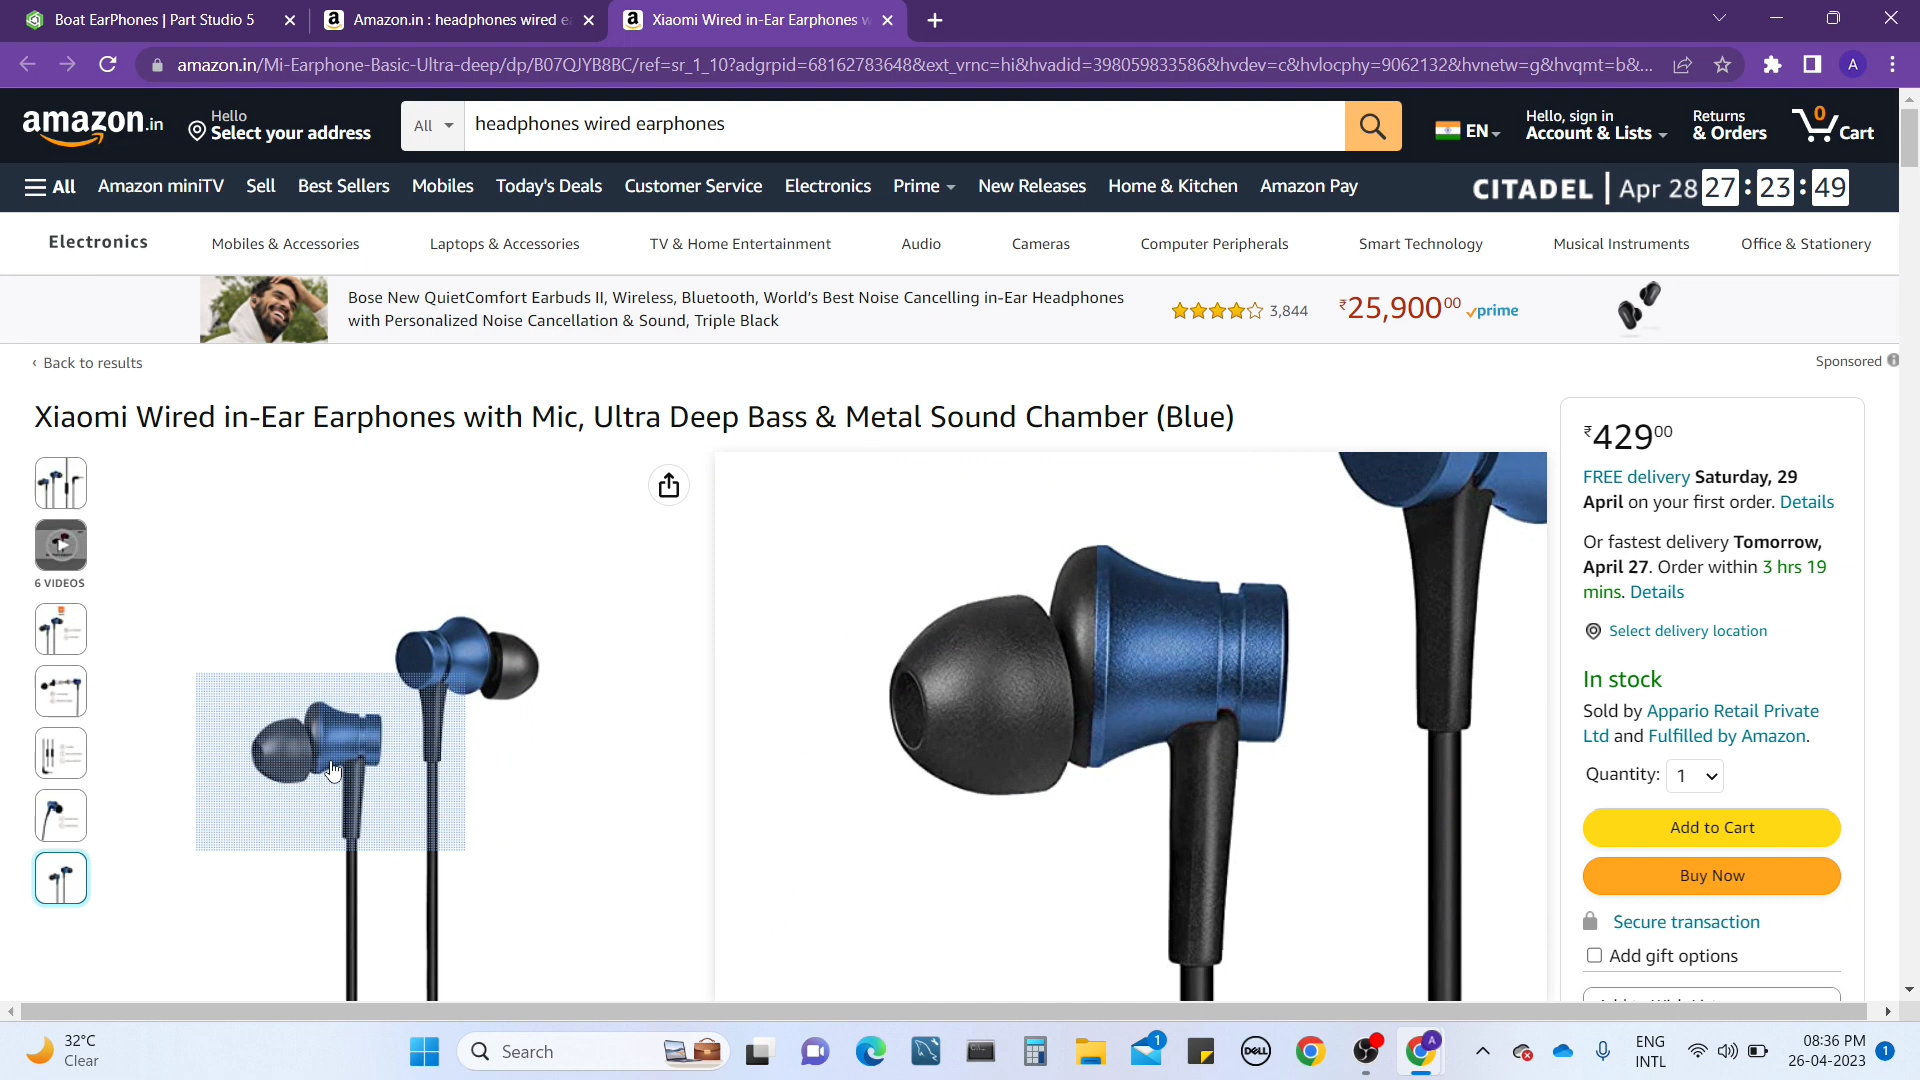 Boat EarPhones | Part Studio 5
Amazon.in : headphones wired e
Xiaomi Wired in-Ear Earphones w
amazon.in/Mi-Earphone-Basic-Ultra-deep/dp/B07QJYB8BC/ref=sr_1_10?adgrpid=68162783648&ext_vrnc=hi&hvadid=398059833586&hvdev=c&hvlocphy=9062132&hvnetw=g&hvqmt=b&...
A
amazon.in
Hello
Select your address
All
headphones wired earphones
EN
Hello, sign in
Account & Lists
Returns
& Orders
0
Cart
All
Amazon miniTV
Sell
Best Sellers
Mobiles
Today's Deals
Customer Service
Electronics
Prime
New Releases
Home & Kitchen
Amazon Pay
CITADEL | Apr 28 27 : 23 : 49
Electronics
Mobiles & Accessories
Laptops & Accessories
TV & Home Entertainment
Audio
Cameras
Computer Peripherals
Smart Technology
Musical Instruments
Office & Stationery
Bose New QuietComfort Earbuds II, Wireless, Bluetooth, World's Best Noise Cancelling in-Ear Headphones
with Personalized Noise Cancellation & Sound, Triple Black
3,844
₹25,90000
prime
‹ Back to results
Sponsored
Xiaomi Wired in-Ear Earphones with Mic, Ultra Deep Bass & Metal Sound Chamber (Blue)
6 VIDEOS
₹42900
FREE delivery Saturday, 29
April on your first order. Details
Or fastest delivery Tomorrow,
April 27. Order within 3 hrs 19
mins. Details
Select delivery location
In stock
Sold by Appario Retail Private
Ltd and Fulfilled by Amazon.
Quantity: 1
Add to Cart
Buy Now
Secure transaction
Add gift options
32°C
Clear
Search
1
DELL
A
ENG
INTL
08:36 PM
26-04-2023
1